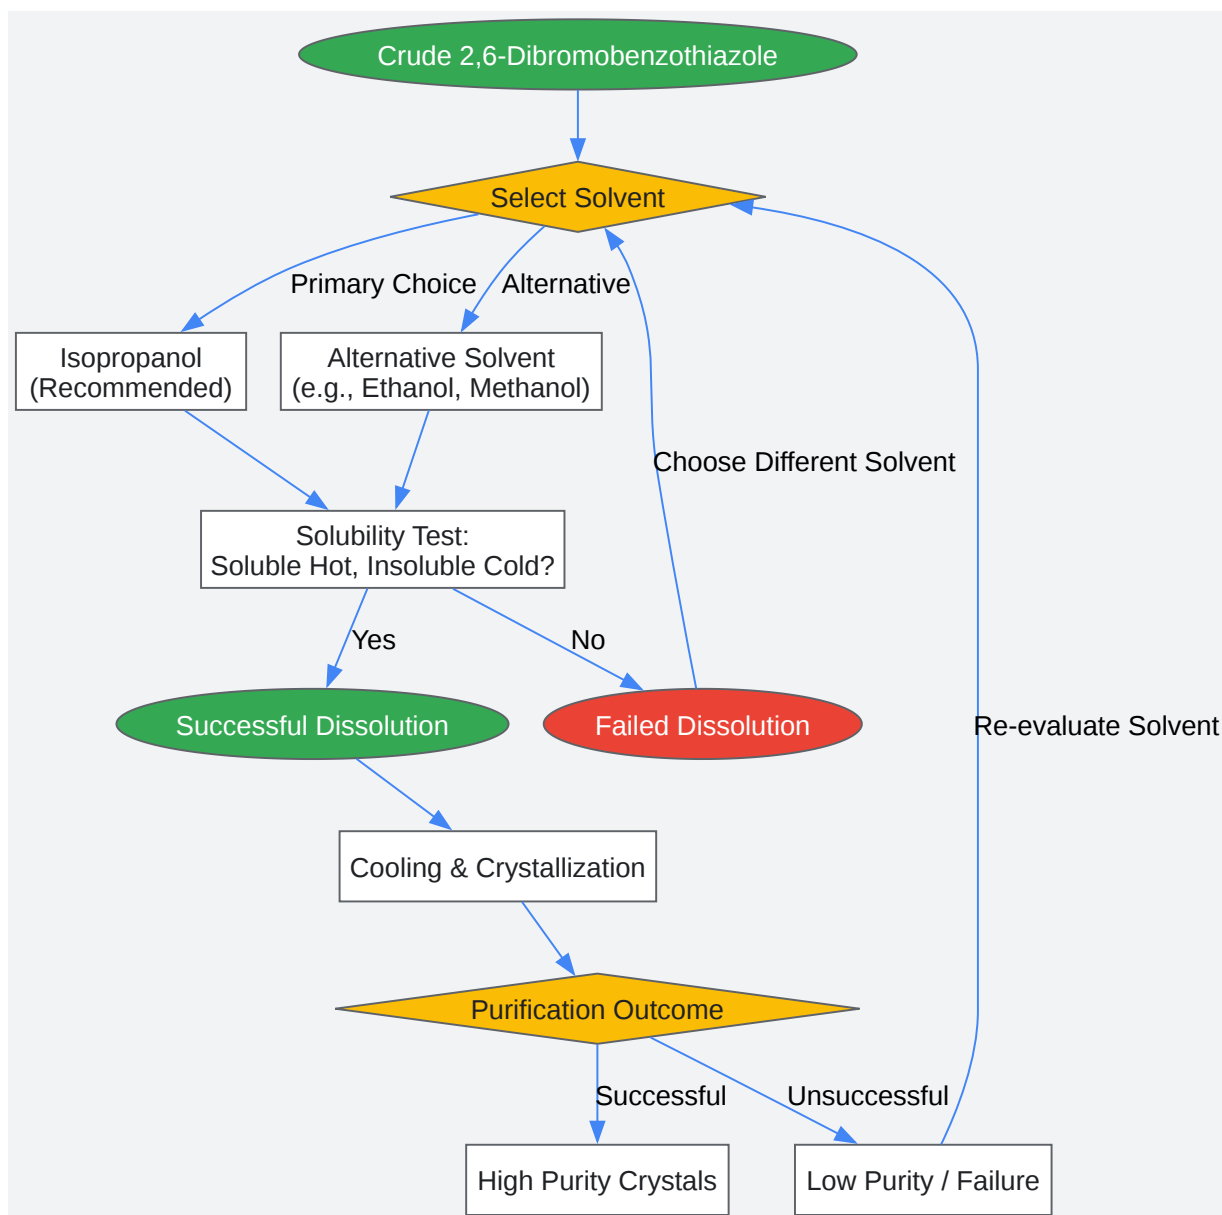 Crude 2,6-Dibromobenzothiazole
Select Solvent
Primary Choice
Alternative
Isopropanol
(Recommended)
Alternative Solvent
(e.g., Ethanol, Methanol)
Choose Different Solvent
Solubility Test:
Soluble Hot, Insoluble Cold?
Yes
No
Successful Dissolution
Failed Dissolution
Re-evaluate Solvent
Cooling & Crystallization
Purification Outcome
Successful
Unsuccessful
High Purity Crystals
Low Purity / Failure